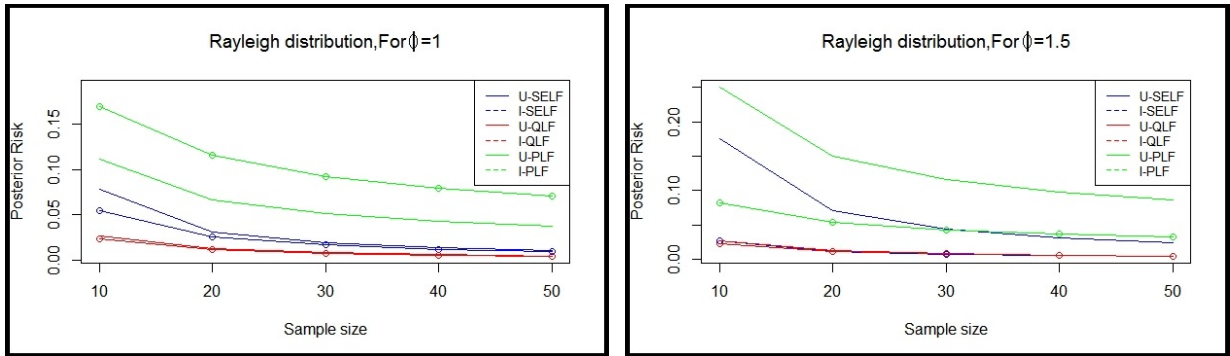 Rayleigh distribution,For ϕ=1
Posterior Risk
0.15
0.10
0.05
0.00
U-SELF
I-SELF
U-QLF
I-QLF
U-PLF
I-PLF
10 20 30 40 50
Sample size
Rayleigh distribution,For ϕ=1.5
Posterior Risk
0.20
0.10
0.00
U-SELF
I-SELF
U-QLF
I-QLF
U-PLF
I-PLF
10 20 30 40 50
Sample size